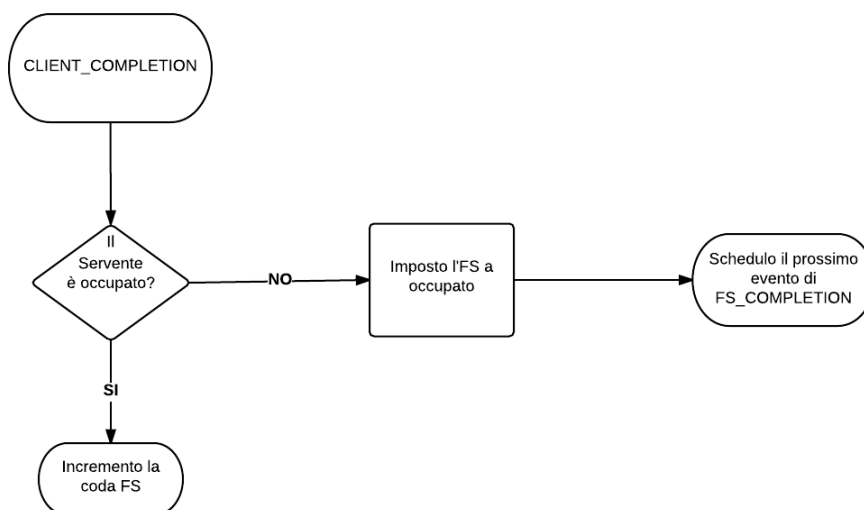 CLIENT_COMPLETION
Il
Servente
è occupato?
NO
Imposto l'FS a
occupato
Schedulo il prossimo
evento di
FS_COMPLETION
SI
Incremento la
coda FS